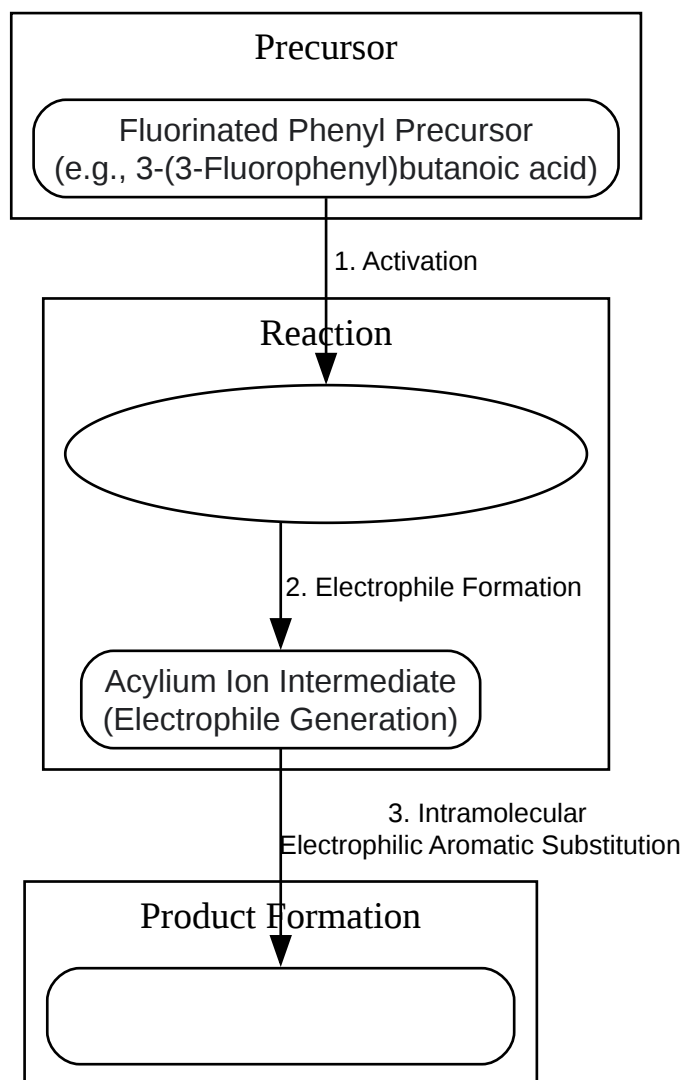 Precursor
Fluorinated Phenyl Precursor
(e.g., 3-(3-Fluorophenyl)butanoic acid)
1. Activation
Reaction
2. Electrophile Formation
Acylium Ion Intermediate
(Electrophile Generation)
3. Intramolecular
Electrophilic Aromatic Substitution
Product Formation